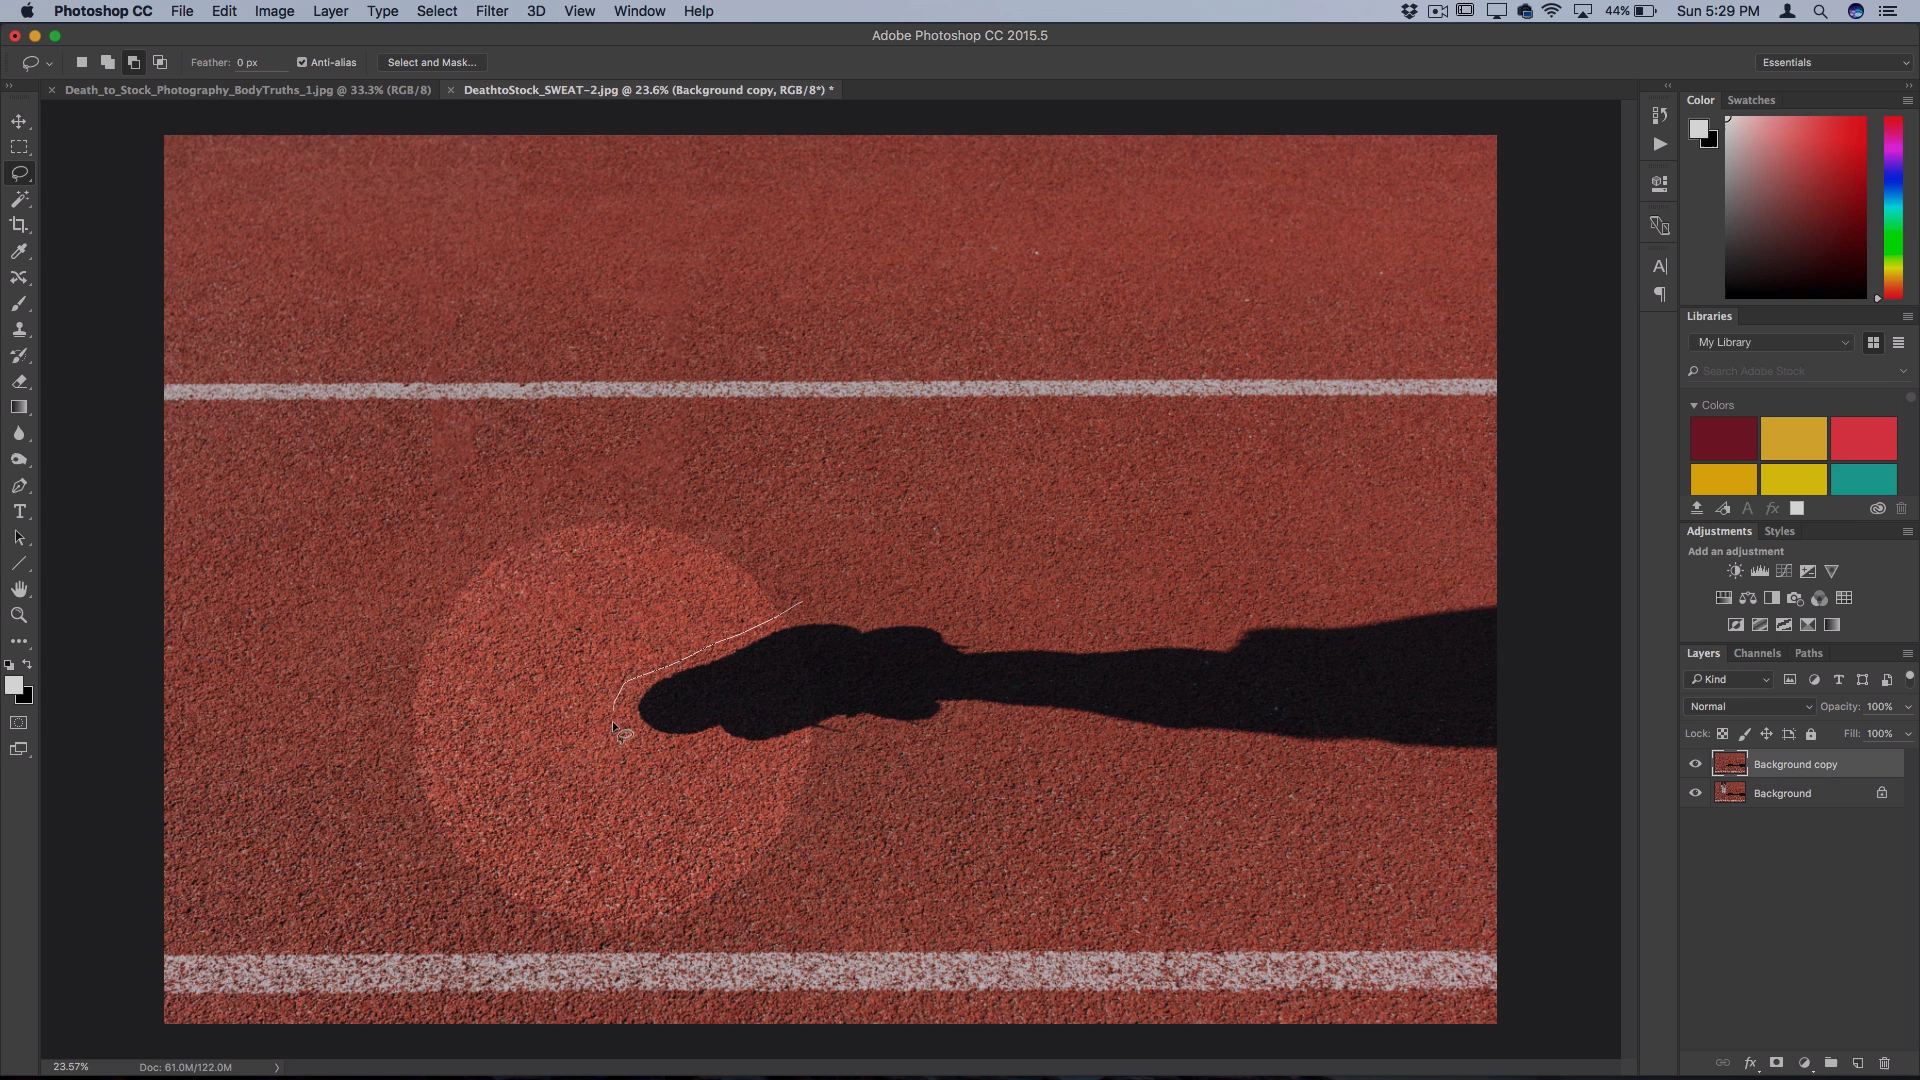 Photoshop CC File Edit Image Layer Type Select Filter 3D View Window Help 44% Sun 5:29 PM
Adobe Photoshop CC 2015.5
Feather: 0 px Anti-alias Select and Mask... Essentials
Death_to_Stock_Photography_BodyTruths_1.jpg @ 33.3% (RGB/8) DeathtoStock_SWEAT-2.jpg @ 23.6% (Background copy, RGB/8*) *
Color Swatches
Libraries
My Library
Search Adobe Stock
Colors
Adjustments Styles
Add an adjustment
Layers Channels Paths
Kind
Normal Opacity: 100%
Lock: Fill: 100%
Background copy
Background
23.57% Doc: 61.0M/122.0M